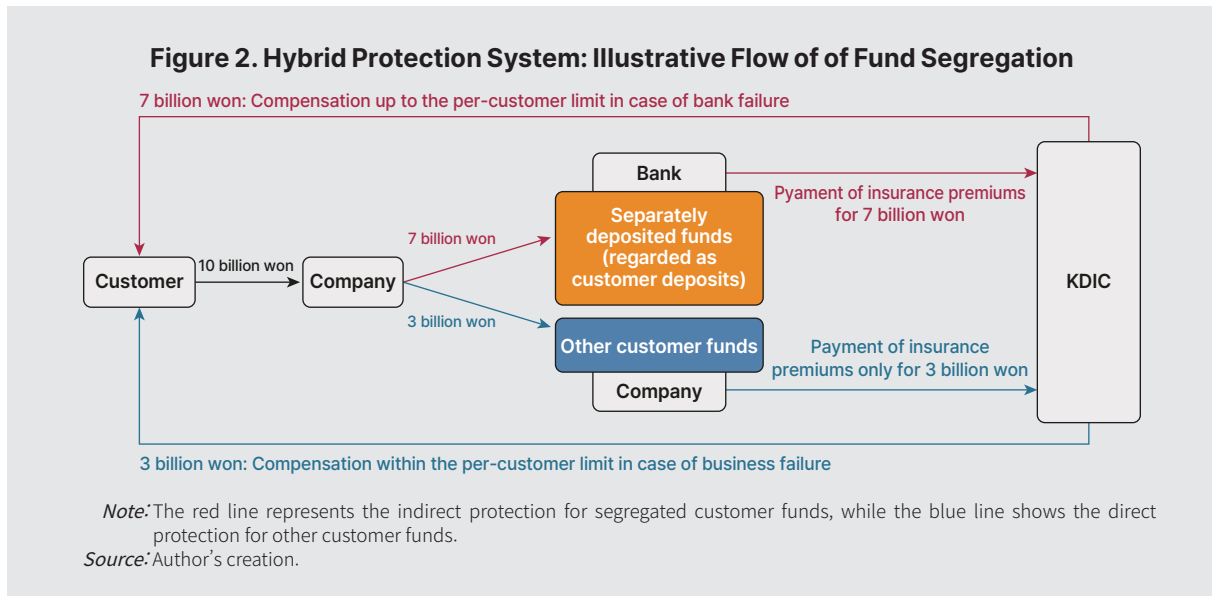 Figure 2. Hybrid Protection System: Illustrative Flow of of Fund Segregation
7 billion won: Compensation up to the per-customer limit in case of bank failure
Bank
Pyament of insurance premiums
for 7 billion won
Separately
deposited funds
(regarded as
customer deposits)
7 billion won
10 billion won
Customer
Company
KDIC
3 billion won
Other customer funds
Payment of insurance
premiums only for 3 billion won
Company
3 billion won: Compensation within the per-customer limit in case of business failure
Note: The red line represents the indirect protection for segregated customer funds, while the blue line shows the direct
protection for other customer funds.
Source: Author's creation.